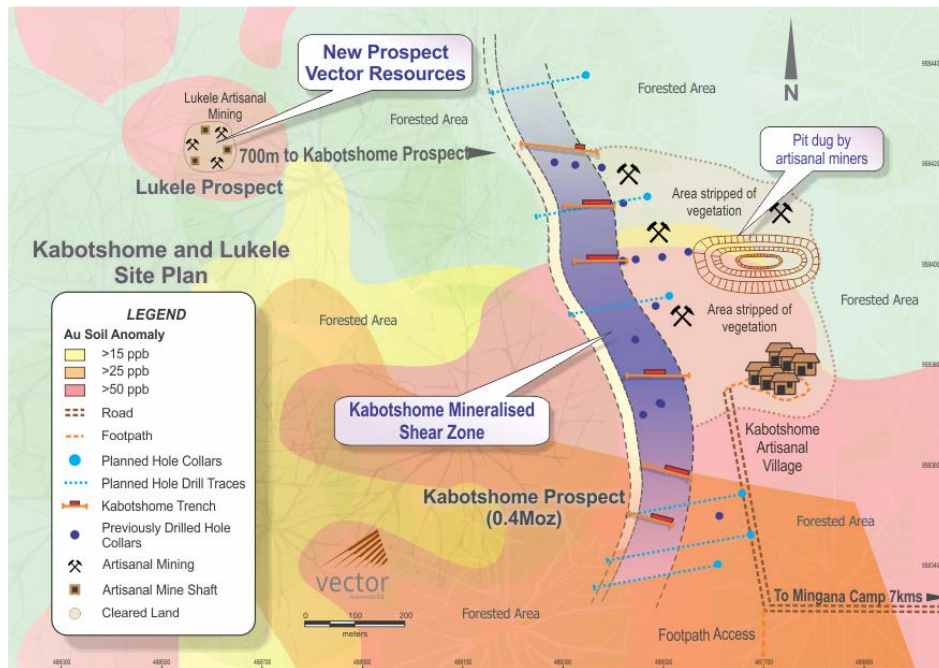 New Prospect
Vector Resources
Lukele Artisanal
Mining
Forested Area
Forested Area
N
700m to Kabotshome Prospect
Lukele Prospect
Pit dug by
artisanal miners
Area stripped of
vegetation
Kabotshome and Lukele
Site Plan
Forested Area
Forested Area
Area stripped of
vegetation
LEGEND
Au Soil Anomaly
>15 ppb
>25 ppb
>50 ppb
Road
Footpath
Planned Hole Collars
Planned Hole Drill Traces
Kabotshome Trench
Previously Drilled Hole
Collars
Artisanal Mining
Artisanal Mine Shaft
Cleared Land
Kabotshome Mineralised
Shear Zone
Kabotshome
Artisanal
Village
Kabotshome Prospect
(0.4Moz)
Forested Area
vector
resources ltd
0 100 200
meters
Forested Area
To Mingana Camp 7kms
Footpath Access